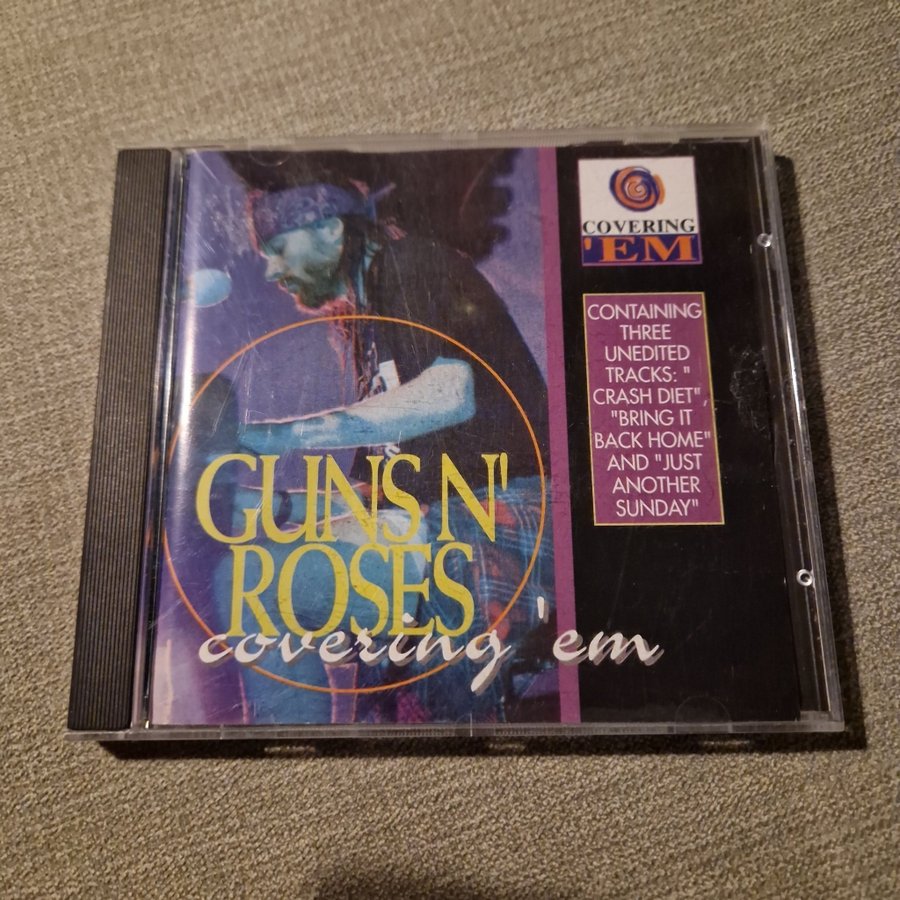 COVERING
'EM
CONTAINING
THREE
UNEDITED
TRACKS: "
CRASH DIET",
"BRING IT
BACK HOME"
AND "JUST
ANOTHER
SUNDAY"
GUNS N'
ROSES
covering 'em